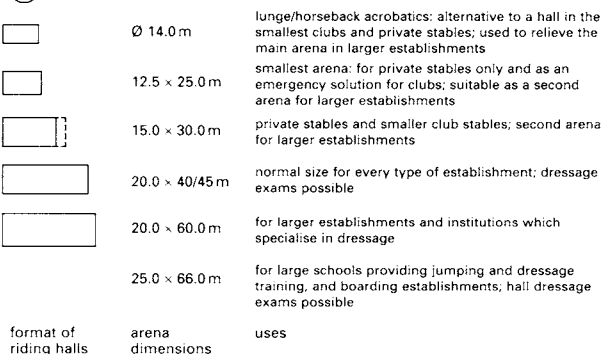 Ø 14.0 m
lunge/horseback acrobatics: alternative to a hall in the
smallest clubs and private stables; used to relieve the
main arena in larger establishments
12.5 × 25.0 m
smallest arena: for private stables only and as an
emergency solution for clubs; suitable as a second
arena for larger establishments
15.0 × 30.0 m
private stables and smaller club stables; second arena
for larger establishments
20.0 × 40/45 m
normal size for every type of establishment; dressage
exams possible
20.0 × 60.0 m
for larger establishments and institutions which
specialise in dressage
25.0 × 66.0 m
for large schools providing jumping and dressage
training, and boarding establishments; hall dressage
exams possible
format of
riding halls
arena
dimensions
uses